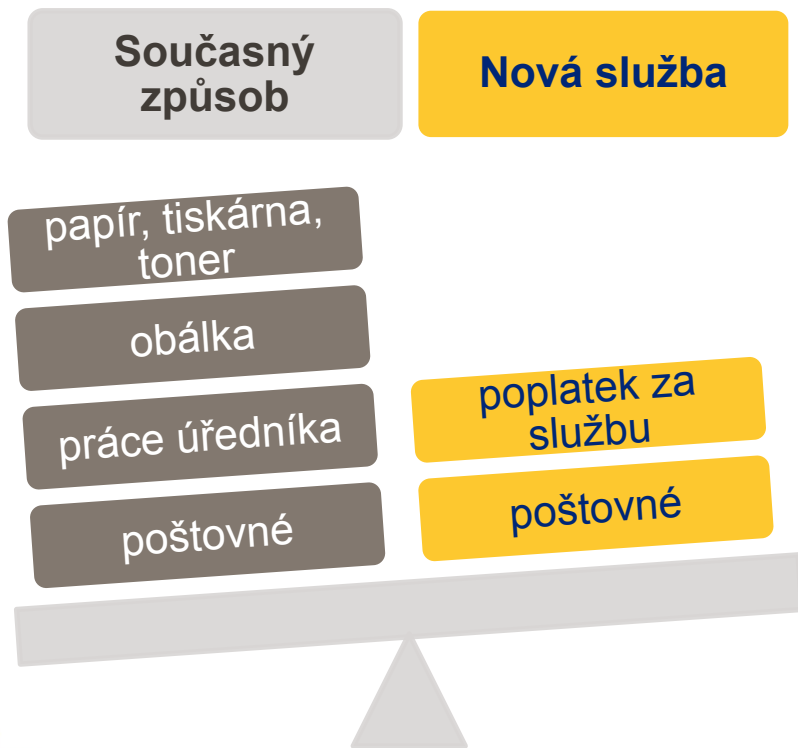 Současný
způsob
Nová služba
papír, tiskárna,
toner
obálka
práce úředníka
poštovné
poplatek za
službu
poštovné